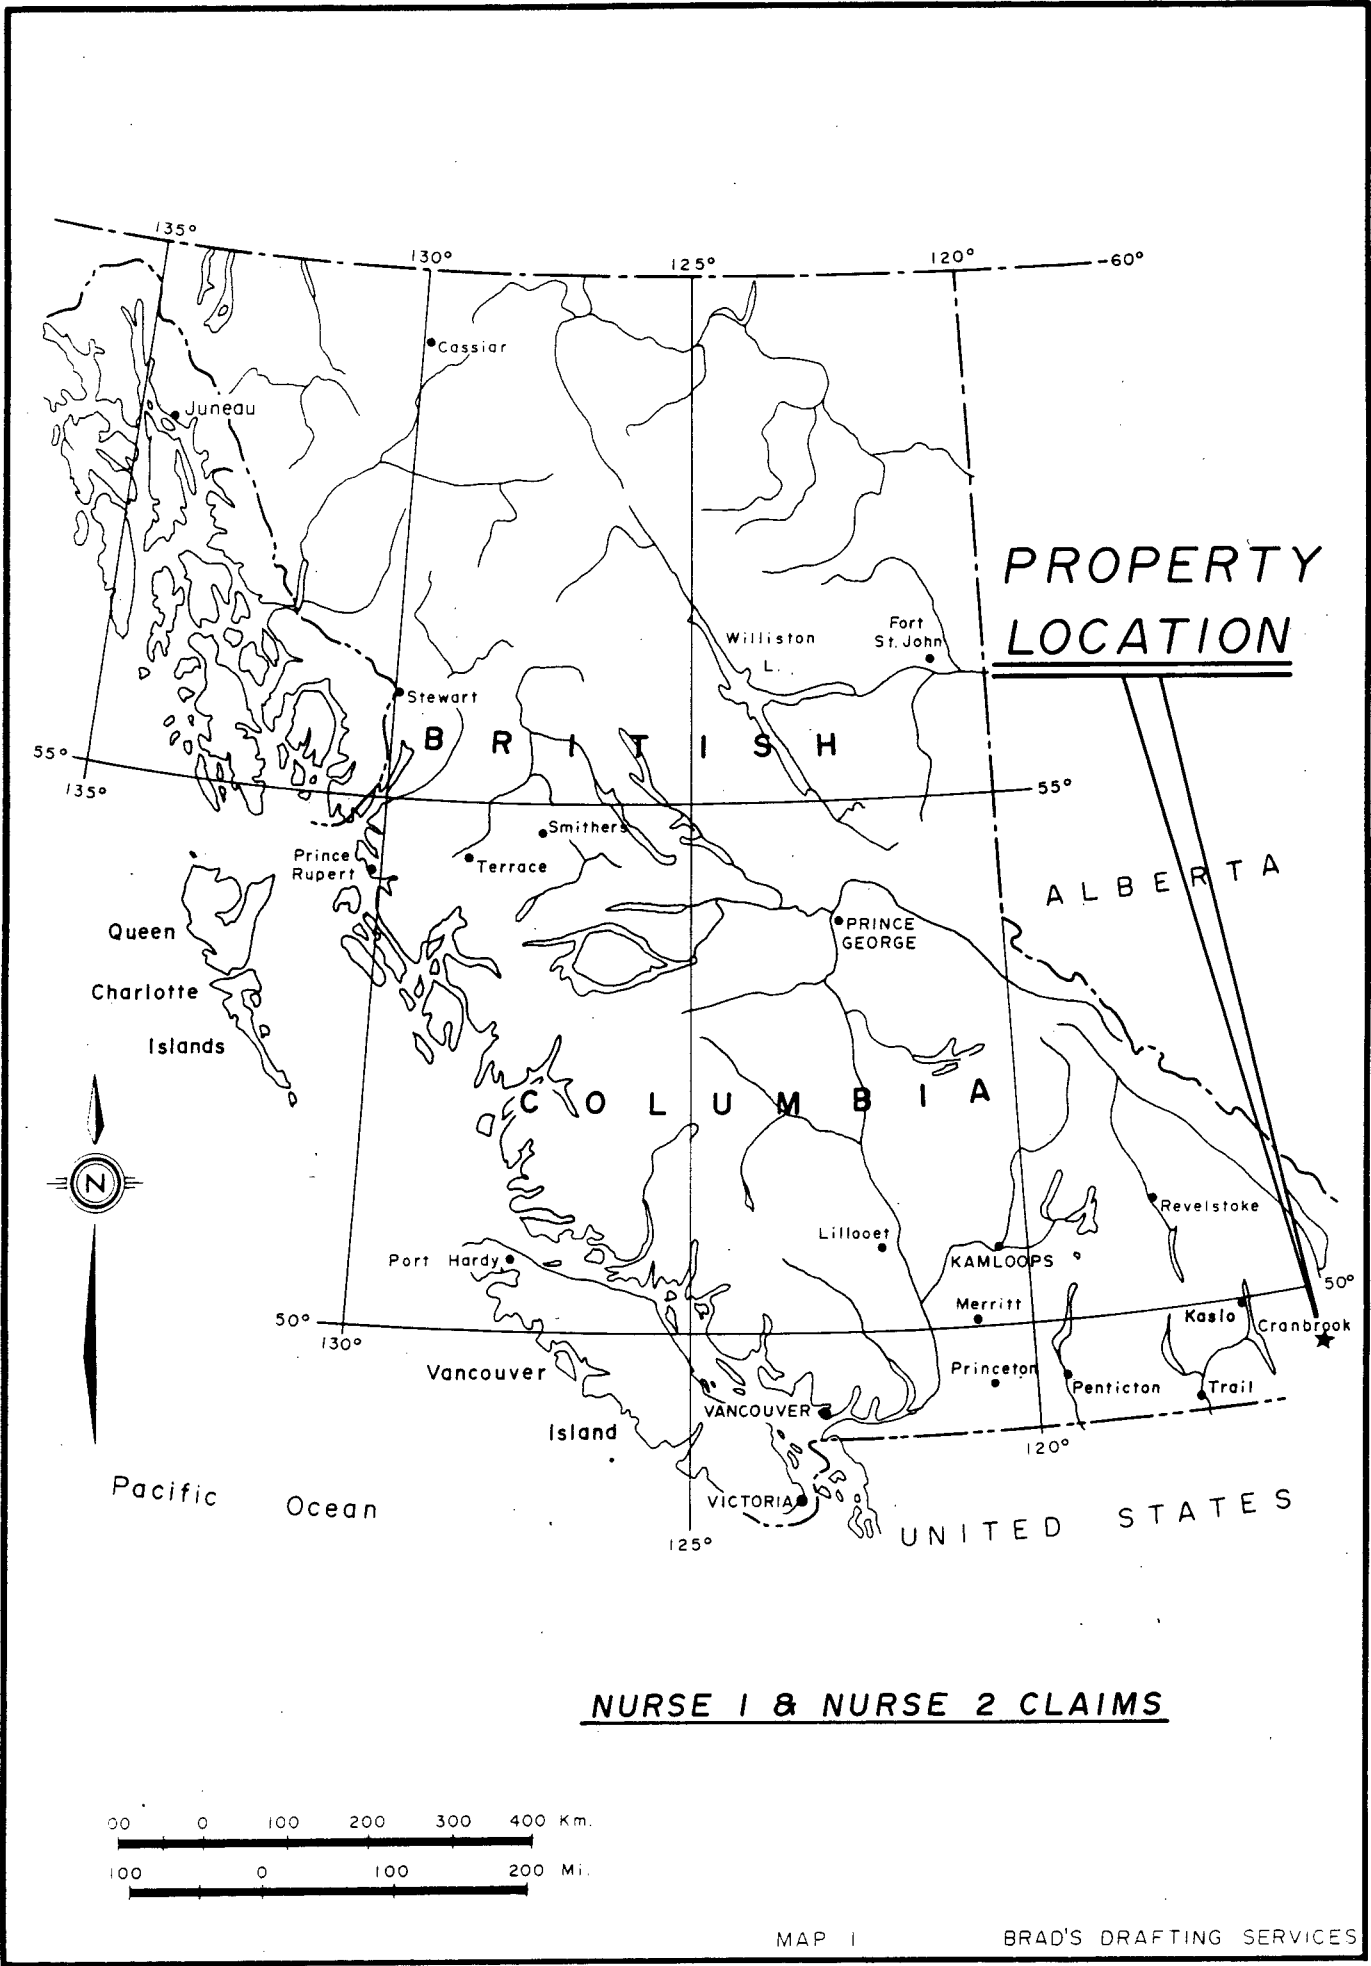 135°
130°
125°
120°
60°
Cassiar
Juneau
PROPERTY
LOCATION
Fort
St. John
Williston
L.
Stewart
BRITISH
55°
135°
55°
Smithers
Prince
Rupert
Terrace
ALBERTA
Queen
Charlotte
Islands
PRINCE
GEORGE
COLUMBIA
N
Revelstoke
Lillooet
Port Hardy
KAMLOOPS
50°
Merritt
Kaslo
Cranbrook
50°
130°
Vancouver
Island
Princeton
Penticton
Trail
VANCOUVER
120°
Pacific Ocean
VICTORIA
125°
UNITED STATES
NURSE 1 & NURSE 2 CLAIMS
00 0 100 200 300 400 Km.
100 0 100 200 Mi.
MAP 1
BRAD'S DRAFTING SERVICES